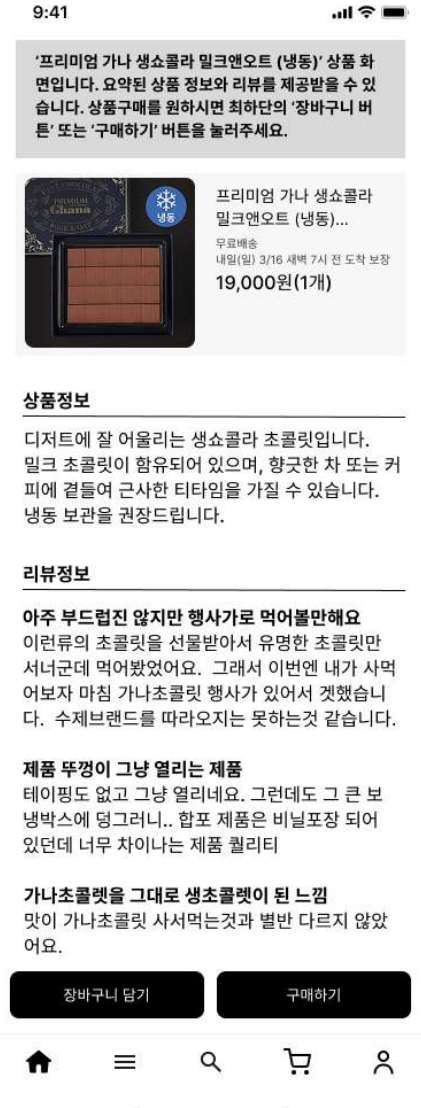 9:41
‘프리미엄 가나 생쇼콜라 밀크앤오트 (냉동)’ 상품 화
면입니다. 요약된 상품 정보와 리뷰를 제공받을 수 있
습니다. 상품구매를 원하시면 최하단의 ‘장바구니 버
튼’ 또는 ‘구매하기’ 버튼을 눌러주세요.
PREMIUM
Ghana
냉동
프리미엄 가나 생쇼콜라
밀크앤오트 (냉동)...
무료배송
내일(일) 3/16 새벽 7시 전 도착 보장
19,000원(1개)
상품정보
디저트에 잘 어울리는 생쇼콜라 초콜릿입니다.
밀크 초콜릿이 함유되어 있으며, 향긋한 차 또는 커
피에 곁들여 근사한 티타임을 가질 수 있습니다.
냉동 보관을 권장드립니다.
리뷰정보
아주 부드럽진 않지만 행사가로 먹어볼만해요
이런류의 초콜릿을 선물받아서 유명한 초콜릿만
서너군데 먹어봤었어요. 그래서 이번엔 내가 사먹
어보자 마침 가나초콜릿 행사가 있어서 겟했습니
다. 수제브랜드를 따라오지는 못하는것 같습니다.
제품 뚜껑이 그냥 열리는 제품
테이핑도 없고 그냥 열리네요. 그런데도 그 큰 보
냉박스에 덩그러니.. 합포 제품은 비닐포장 되어
있던데 너무 차이나는 제품 퀄리티
가나초콜렛을 그대로 생초콜렛이 된 느낌
맛이 가나초콜릿 사서먹는것과 별반 다르지 않았
어요.
장바구니 담기
구매하기